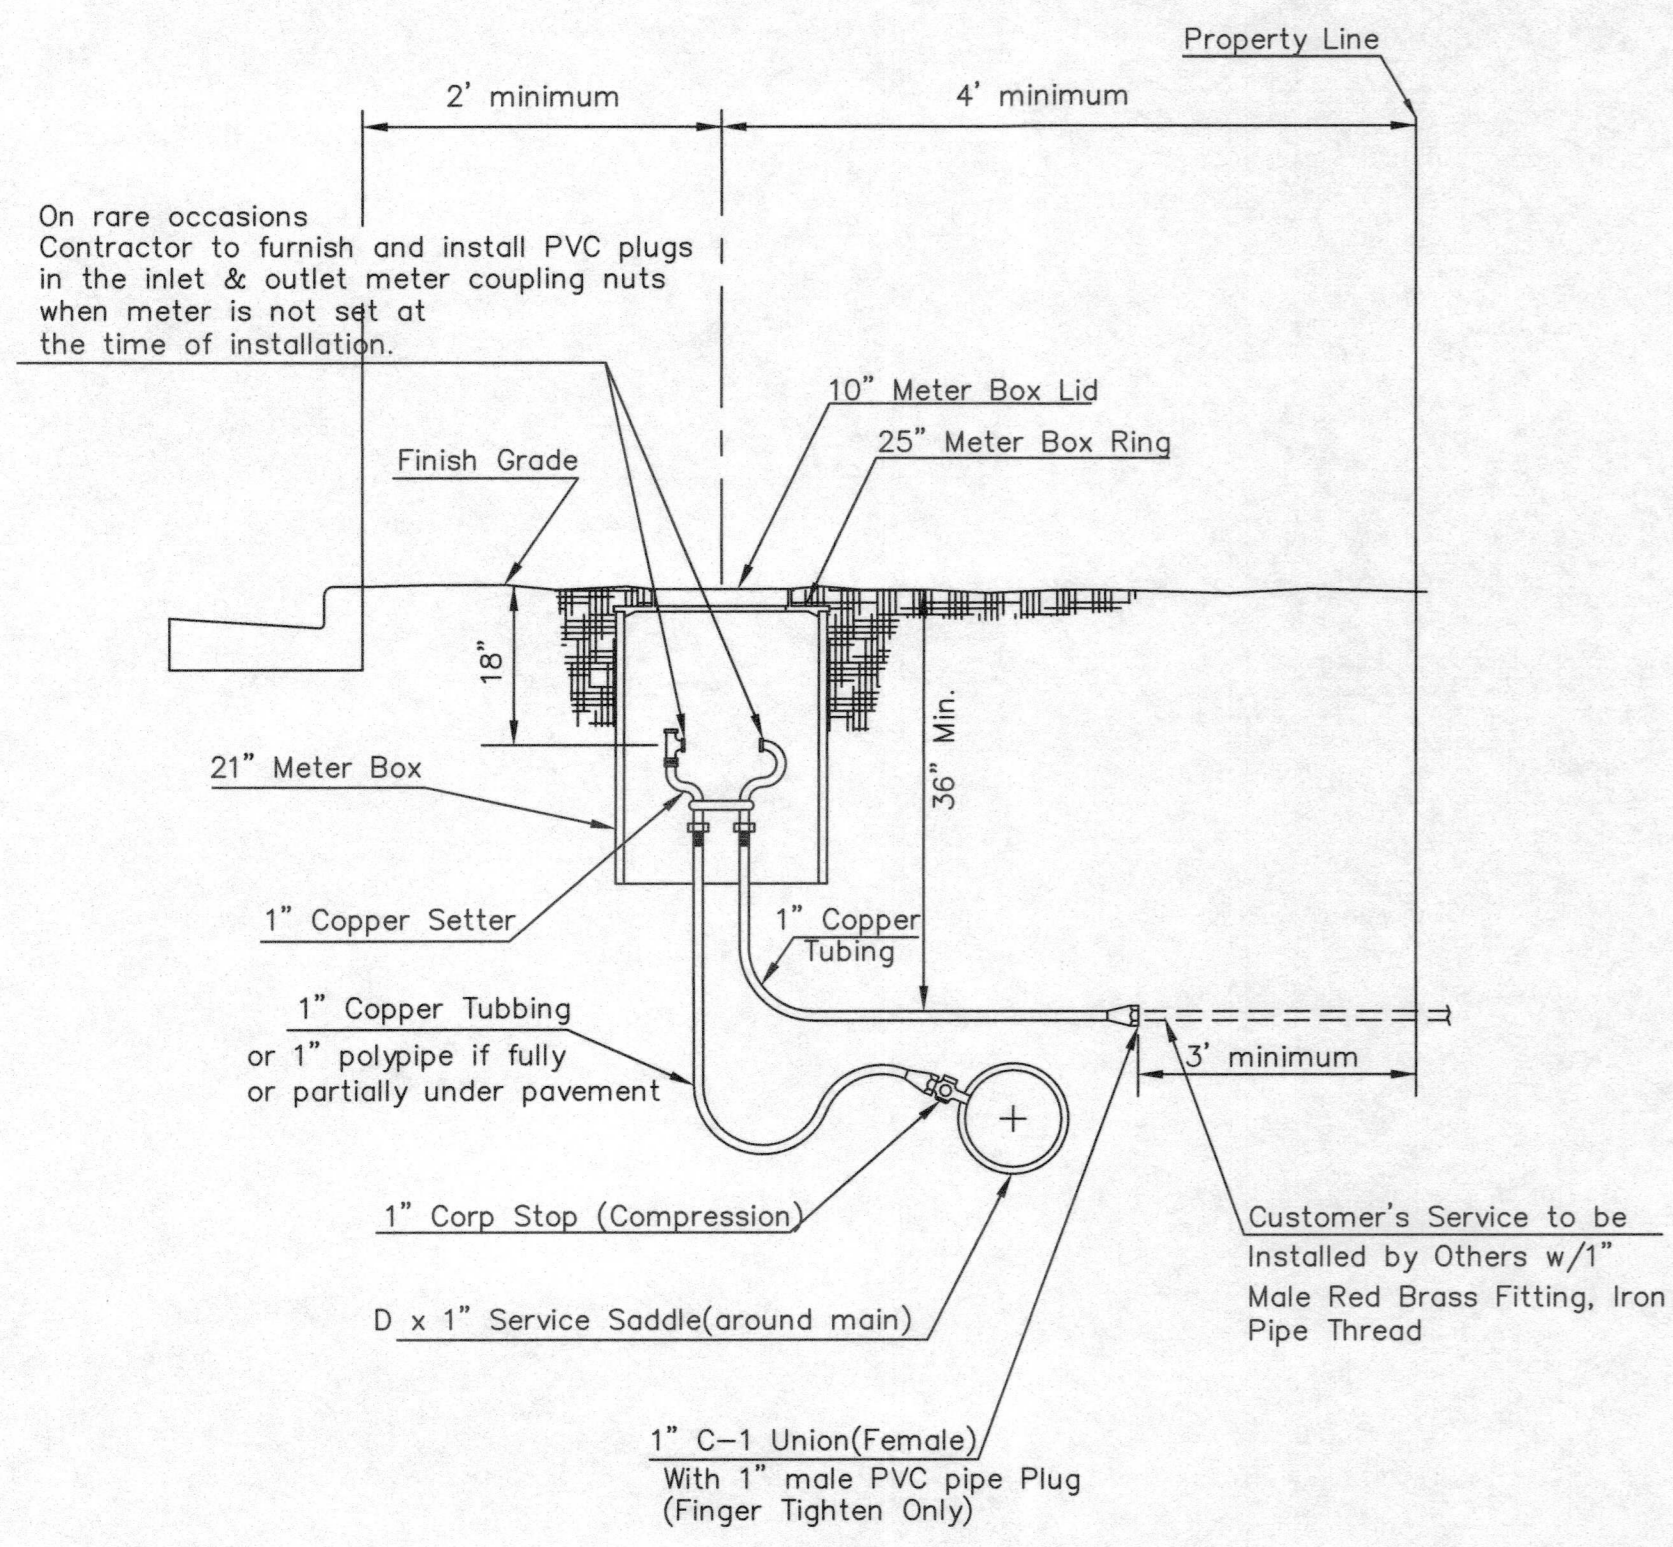 Property Line
2' minimum
4' minimum
On rare occasions
Contractor to furnish and install PVC plugs
in the inlet & outlet meter coupling nuts
when meter is not set at
the time of installation.
10" Meter Box Lid
25" Meter Box Ring
Finish Grade
18"
36" Min.
21" Meter Box
1" Copper Setter
1" Copper
Tubing
1" Copper Tubbing
or 1" polypipe if fully
or partially under pavement
3' minimum
1" Corp Stop (Compression)
Customer's Service to be
Installed by Others w/1"
Male Red Brass Fitting, Iron
Pipe Thread
D x 1" Service Saddle(around main)
1" C-1 Union(Female)
With 1" male PVC pipe Plug
(Finger Tighten Only)